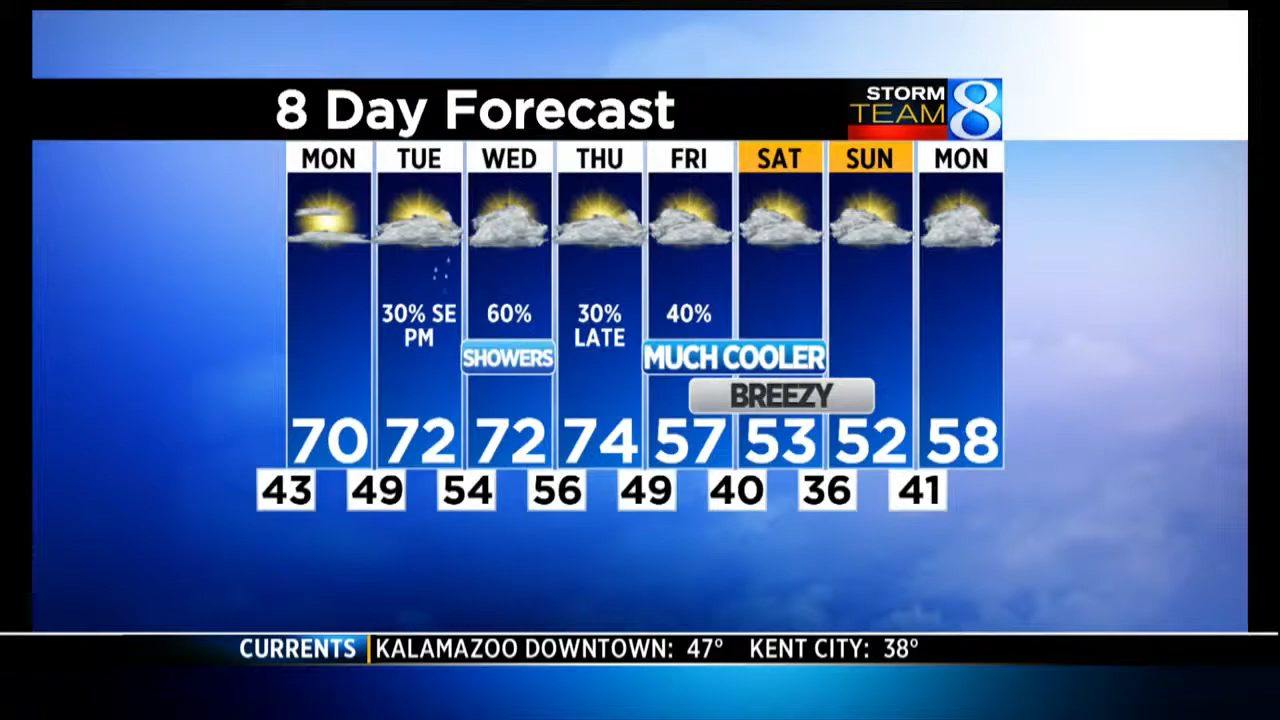 8 Day Forecast
STORM
TEAM 8
MON TUE WED THU FRI SAT SUN MON
30% SE 60% 30% 40%
PM LATE
SHOWERS MUCH COOLER
BREEZY
70 72 72 74 57 53 52 58
43 49 54 56 49 40 36 41
CURRENTS KALAMAZOO DOWNTOWN: 47° KENT CITY: 38°